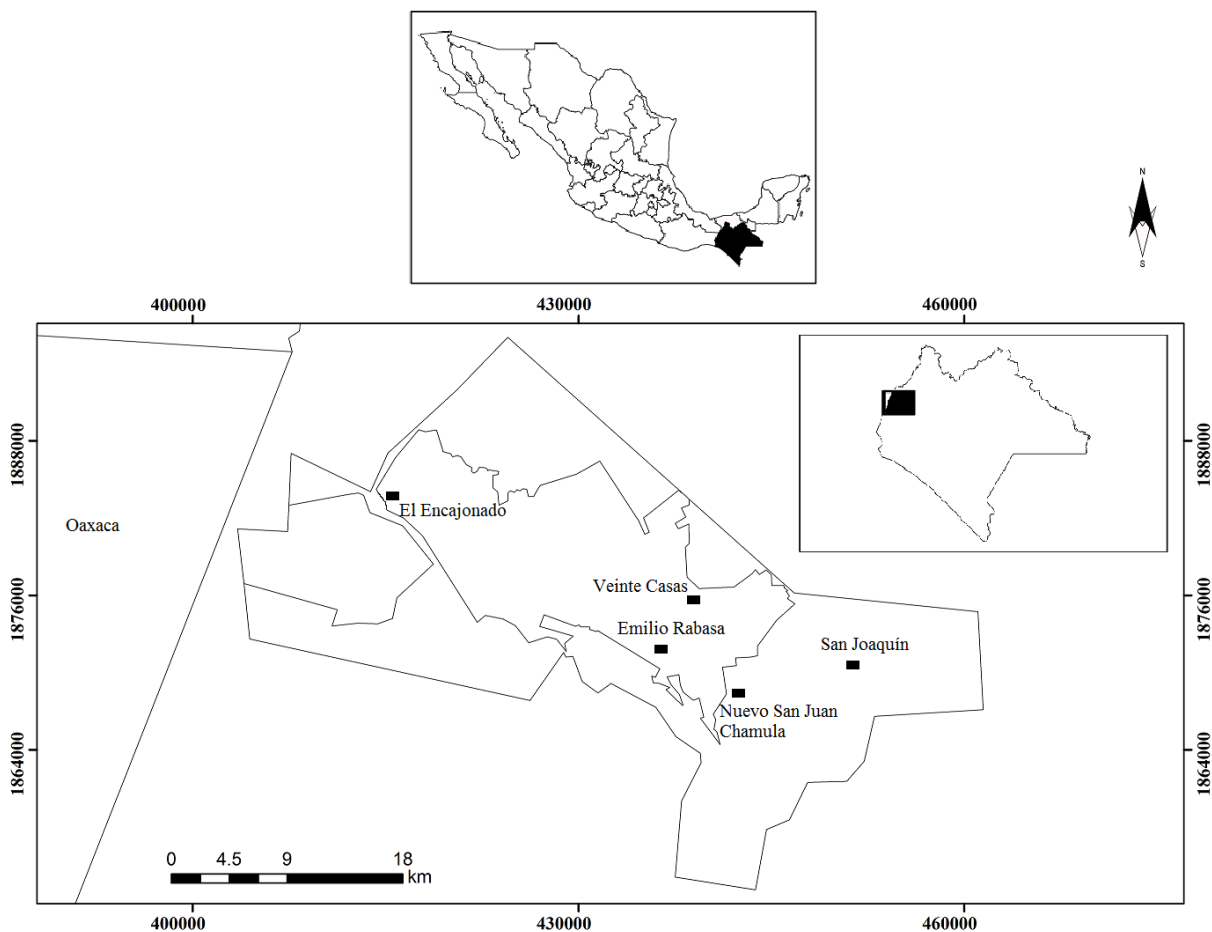 N
S
400000
430000
460000
1888000
1888000
Oaxaca
El Encajonado
Veinte Casas
1876000
1876000
Emilio Rabasa
San Joaquín
Nuevo San Juan
Chamula
1864000
1864000
0 4.5 9 18
km
400000
430000
460000